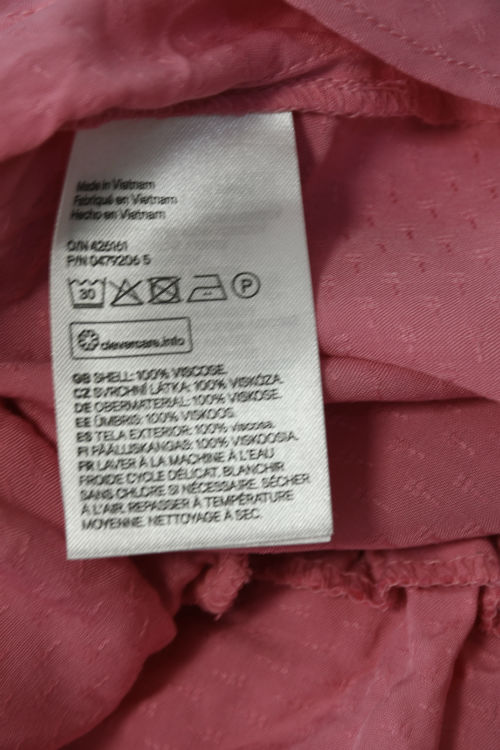 Made in Vietnam
Fabriqué en Vietnam
Hecho en Vietnam
O/N 426161
P/N 0479206 5
30
P
clevercare.info
GB SHELL: 100% VISCOSE.
CZ SVRCHNÍ LÁTKA: 100% VISKÓZA.
DE OBERMATERIAL: 100% VISKOSE.
EE ÜMBRIS: 100% VISKOOS.
ES TELA EXTERIOR: 100% viscosa.
FI PÄÄLLISKANGAS: 100% VISKOOSIA.
FR LAVER À LA MACHINE À L'EAU
FROIDE CYCLE DÉLICAT. BLANCHIR
SANS CHLORE SI NÉCESSAIRE. SÉCHER
À L'AIR. REPASSER À TEMPÉRATURE
MOYENNE. NETTOYAGE À SEC.